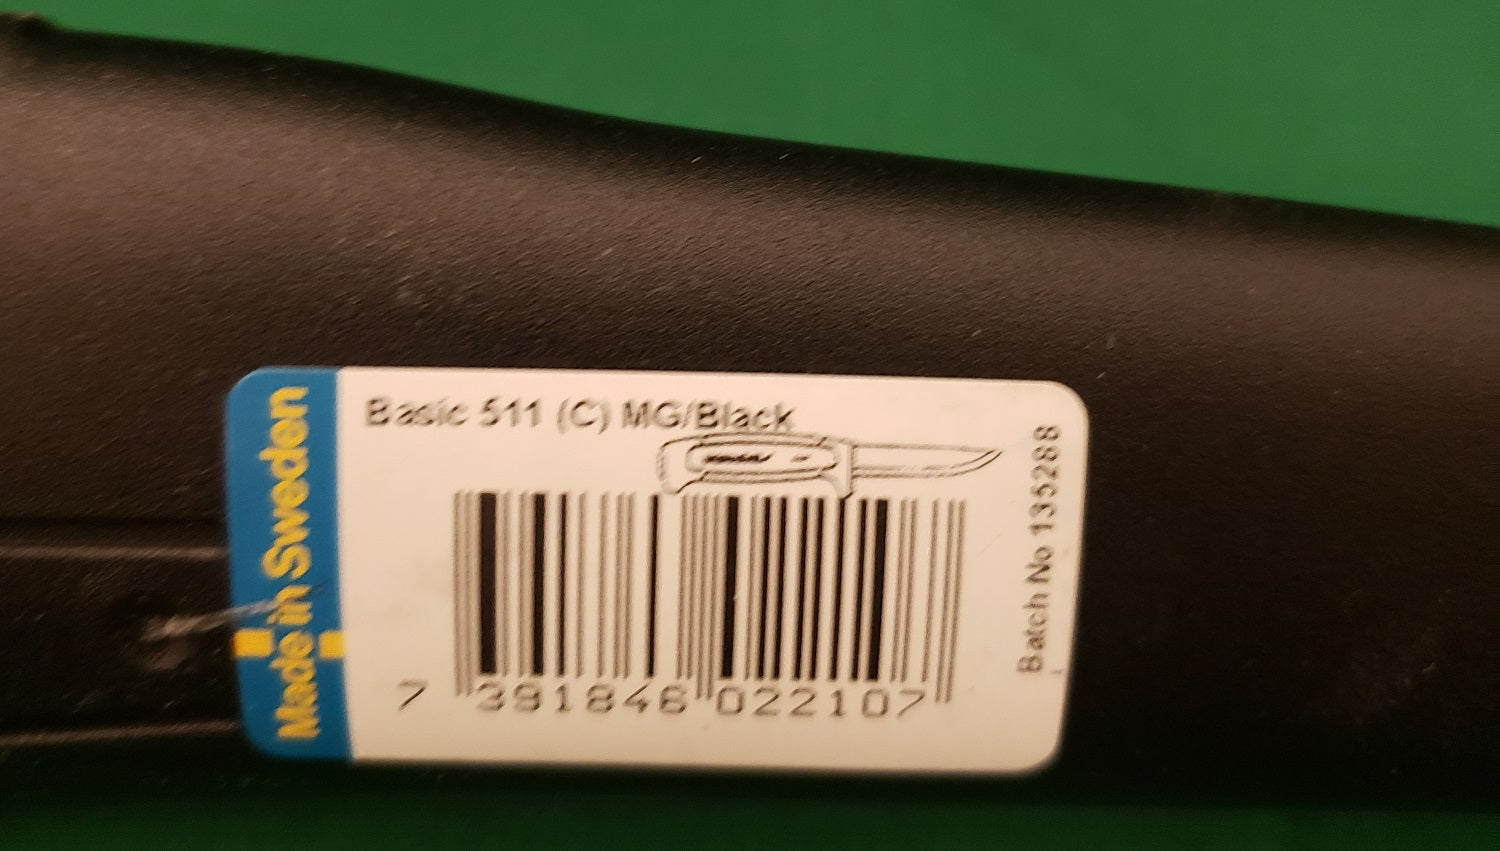 Made in Sweden
Basic 511 (C) MG/Black
7 391846 022107
Batch No 135288